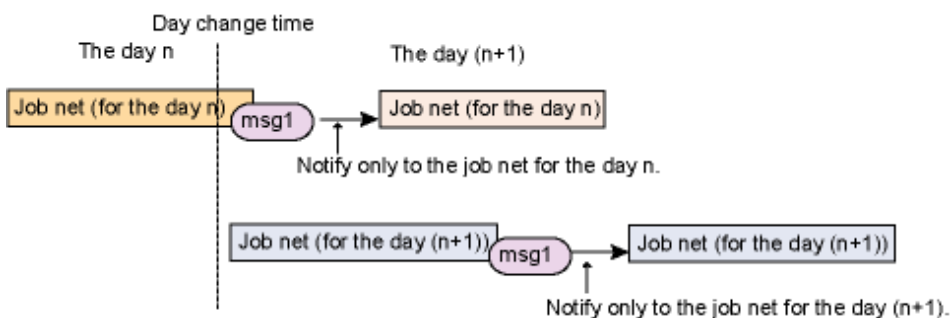 Day change time
The day n
The day (n+1)
Job net (for the day n)
msg1
Job net (for the day n)
Notify only to the job net for the day n.
Job net (for the day (n+1))
msg1
Job net (for the day (n+1))
Notify only to the job net for the day (n+1).